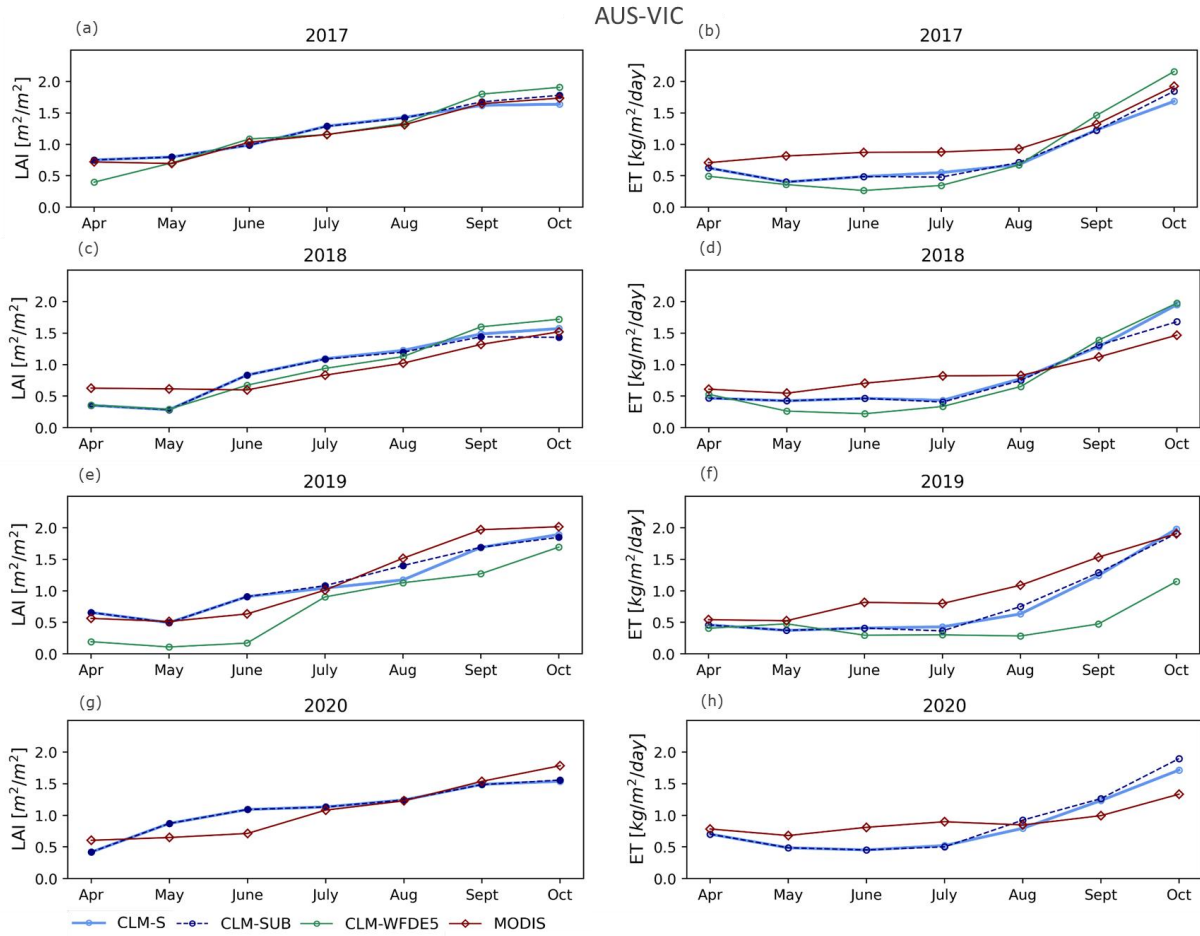 AUS-VIC
(a)
2017
LAI [m²/m²]
2.0
1.5
1.0
0.5
0.0
Apr May June July Aug Sept Oct
(b)
2017
ET [kg/m²/day]
2.0
1.5
1.0
0.5
0.0
Apr May June July Aug Sept Oct
(c)
2018
LAI [m²/m²]
2.0
1.5
1.0
0.5
0.0
Apr May June July Aug Sept Oct
(d)
2018
ET [kg/m²/day]
2.0
1.5
1.0
0.5
0.0
Apr May June July Aug Sept Oct
(e)
2019
LAI [m²/m²]
2.0
1.5
1.0
0.5
0.0
Apr May June July Aug Sept Oct
(f)
2019
ET [kg/m²/day]
2.0
1.5
1.0
0.5
0.0
Apr May June July Aug Sept Oct
(g)
2020
LAI [m²/m²]
2.0
1.5
1.0
0.5
0.0
Apr May June July Aug Sept Oct
(h)
2020
ET [kg/m²/day]
2.0
1.5
1.0
0.5
0.0
Apr May June July Aug Sept Oct
CLM-S CLM-SUB CLM-WFDE5 MODIS